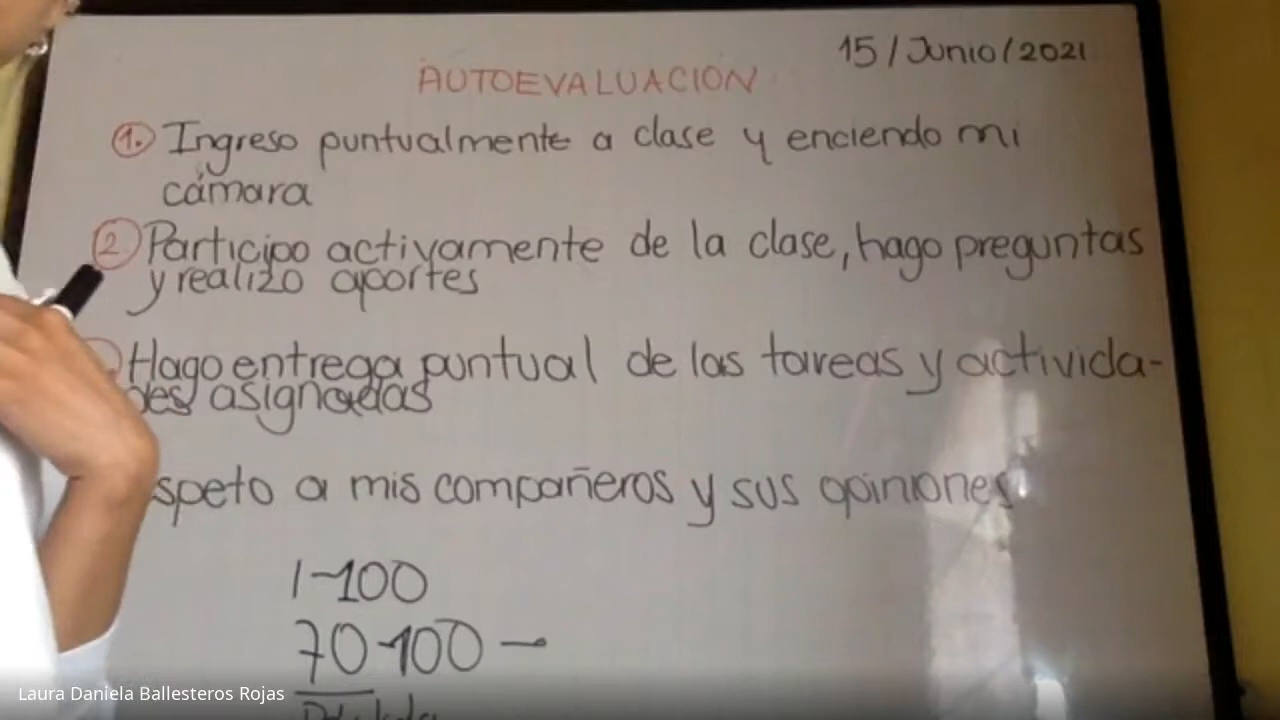 15/Junio/2021
AUTOEVALUACION
1. Ingreso puntualmente a clase y enciendo mi
cámara
2 Participo activamente de la clase, hago preguntas
y realizo aportes
Hago entrega puntual de las tareas y activida-
des asignadas
speto a mis compañeros y sus opiniones
1-100
70-100 -
Laura Daniela Ballesteros Rojas